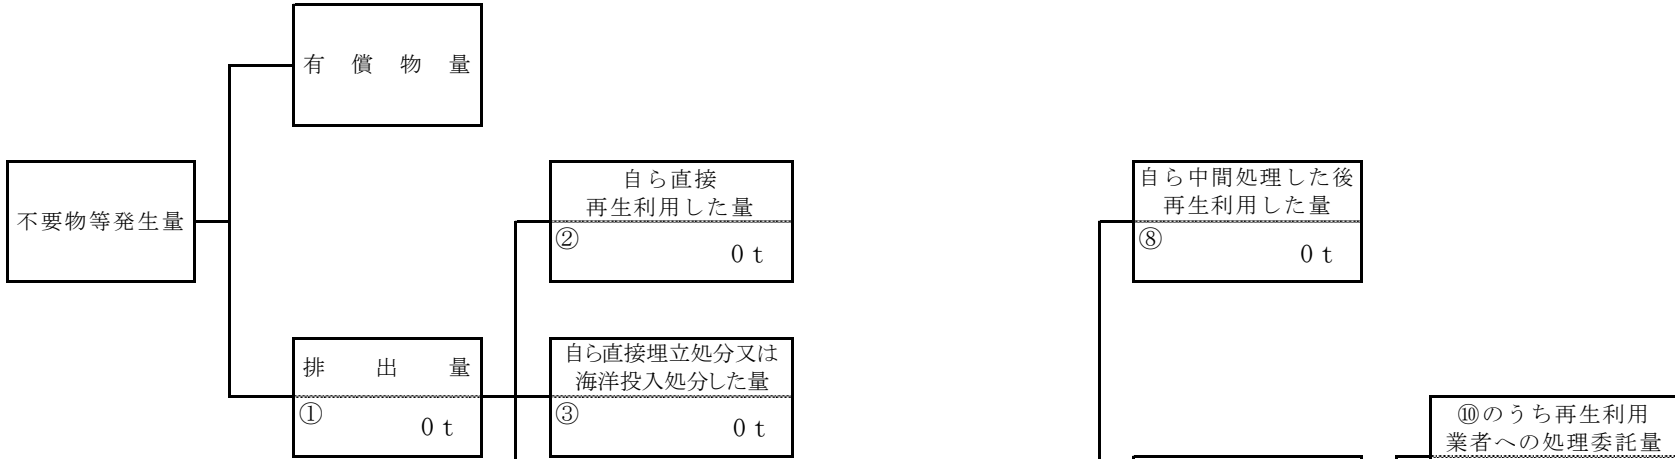 有償物量
不要物等発生量
自ら直接
再生利用した量
②
0 t
自ら中間処理した後
再生利用した量
⑧
0 t
排出量
①
0 t
自ら直接埋立処分又は
海洋投入処分した量
③
0 t
⑩のうち再生利用
業者への処理委託量